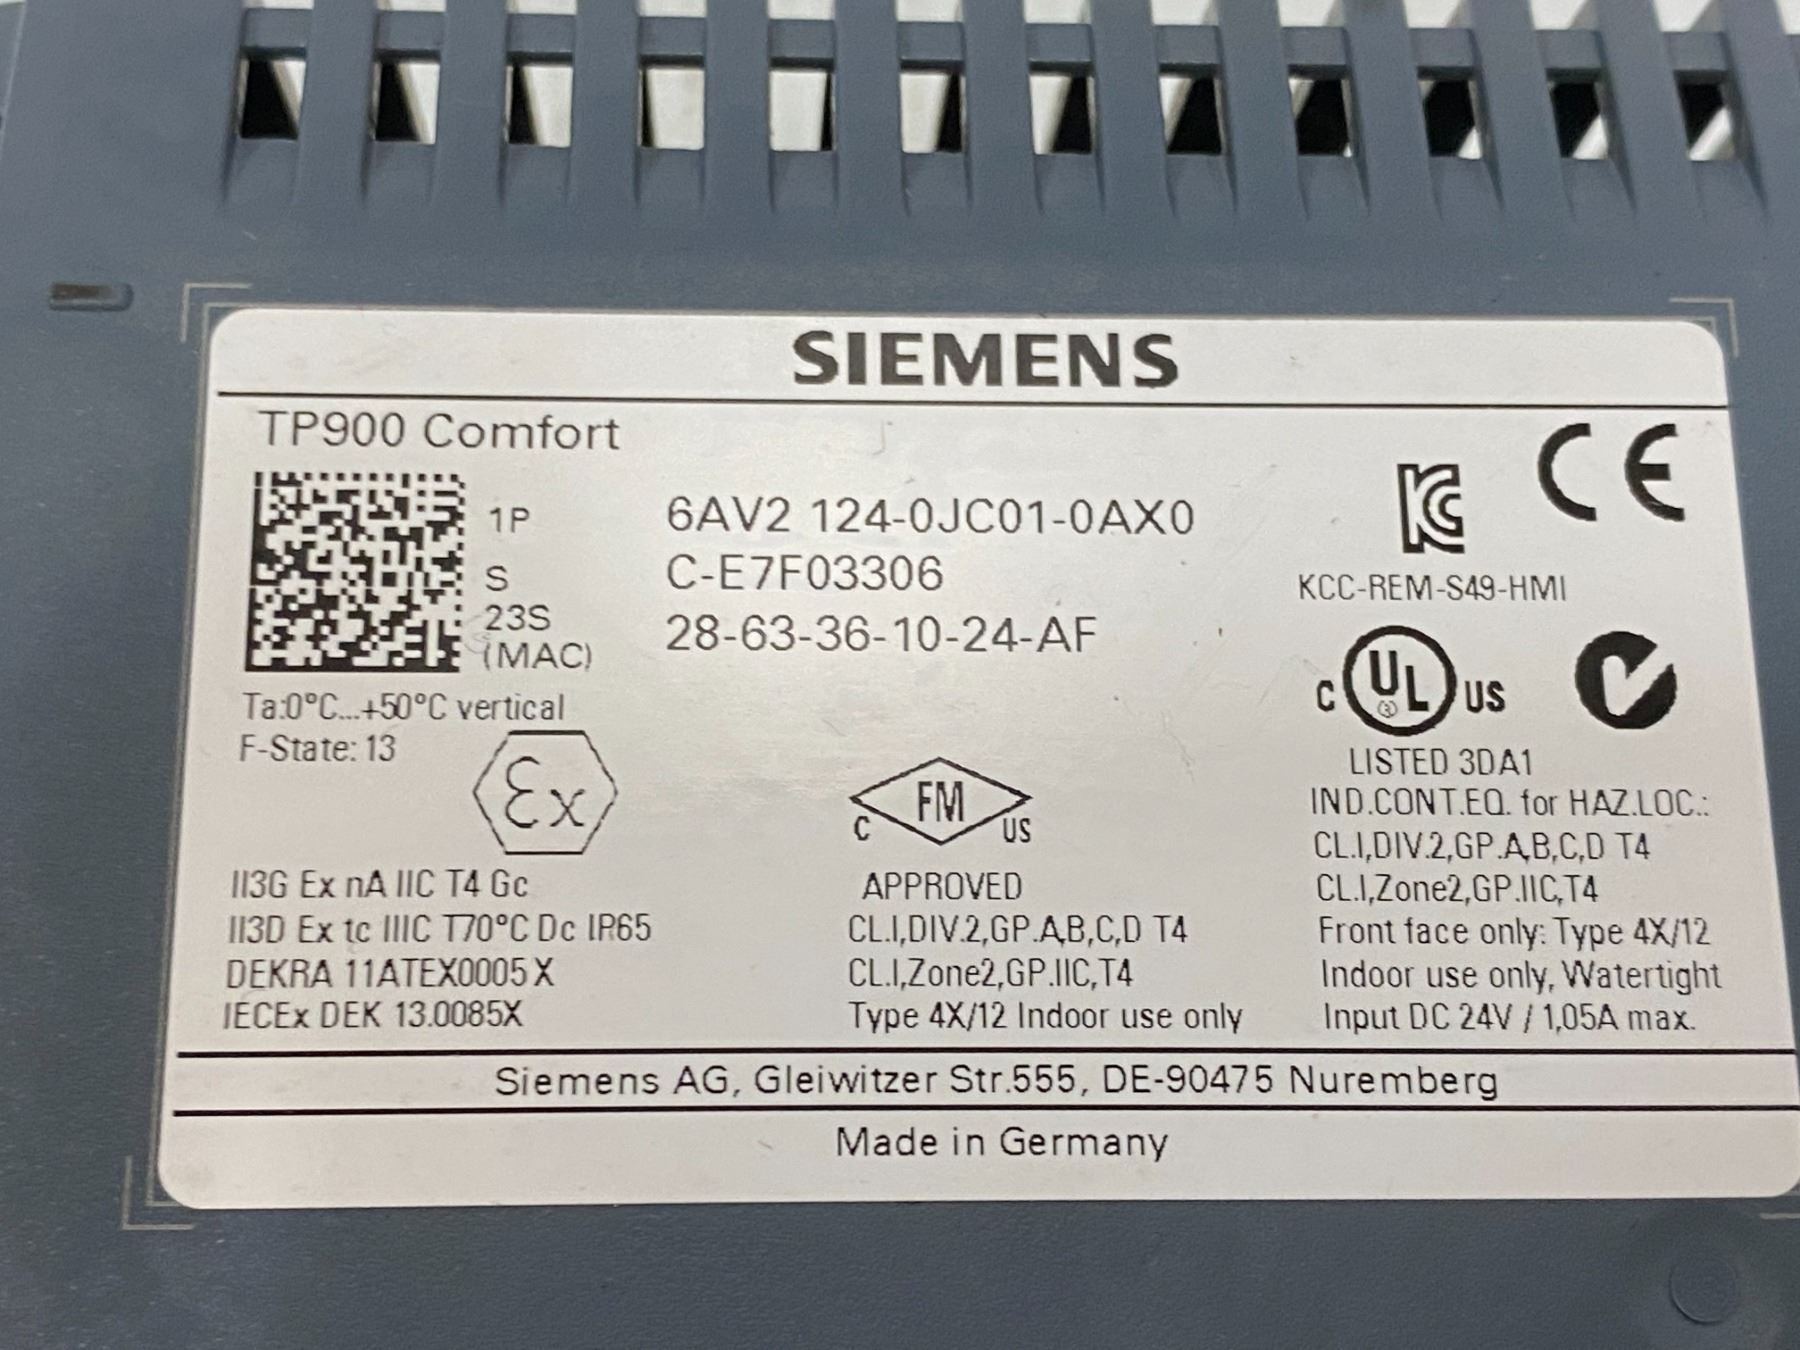 SIEMENS
TP900 Comfort
1P 6AV2 124-0JC01-0AX0
S C-E7F03306
23S
(MAC) 28-63-36-10-24-AF
CE
KCC-REM-S49-HMI
Ta:0°C...+50°C vertical
F-State: 13
Ex
II3G Ex nA IIC T4 Gc
II3D Ex tc IIIC T70°C Dc IP65
DEKRA 11ATEX0005 X
IECEx DEK 13.0085X
C FM US
APPROVED
CL.I,DIV.2,GP.A,B,C,D T4
CL.I,Zone2,GP.IIC,T4
Type 4X/12 Indoor use only
C UL US
LISTED 3DA1
IND.CONT.EQ. for HAZ.LOC.:
CL.I,DIV.2,GP.A,B,C,D T4
CL.I,Zone2,GP.IIC,T4
Front face only: Type 4X/12
Indoor use only, Watertight
Input DC 24V / 1,05A max.
Siemens AG, Gleiwitzer Str.555, DE-90475 Nuremberg
Made in Germany